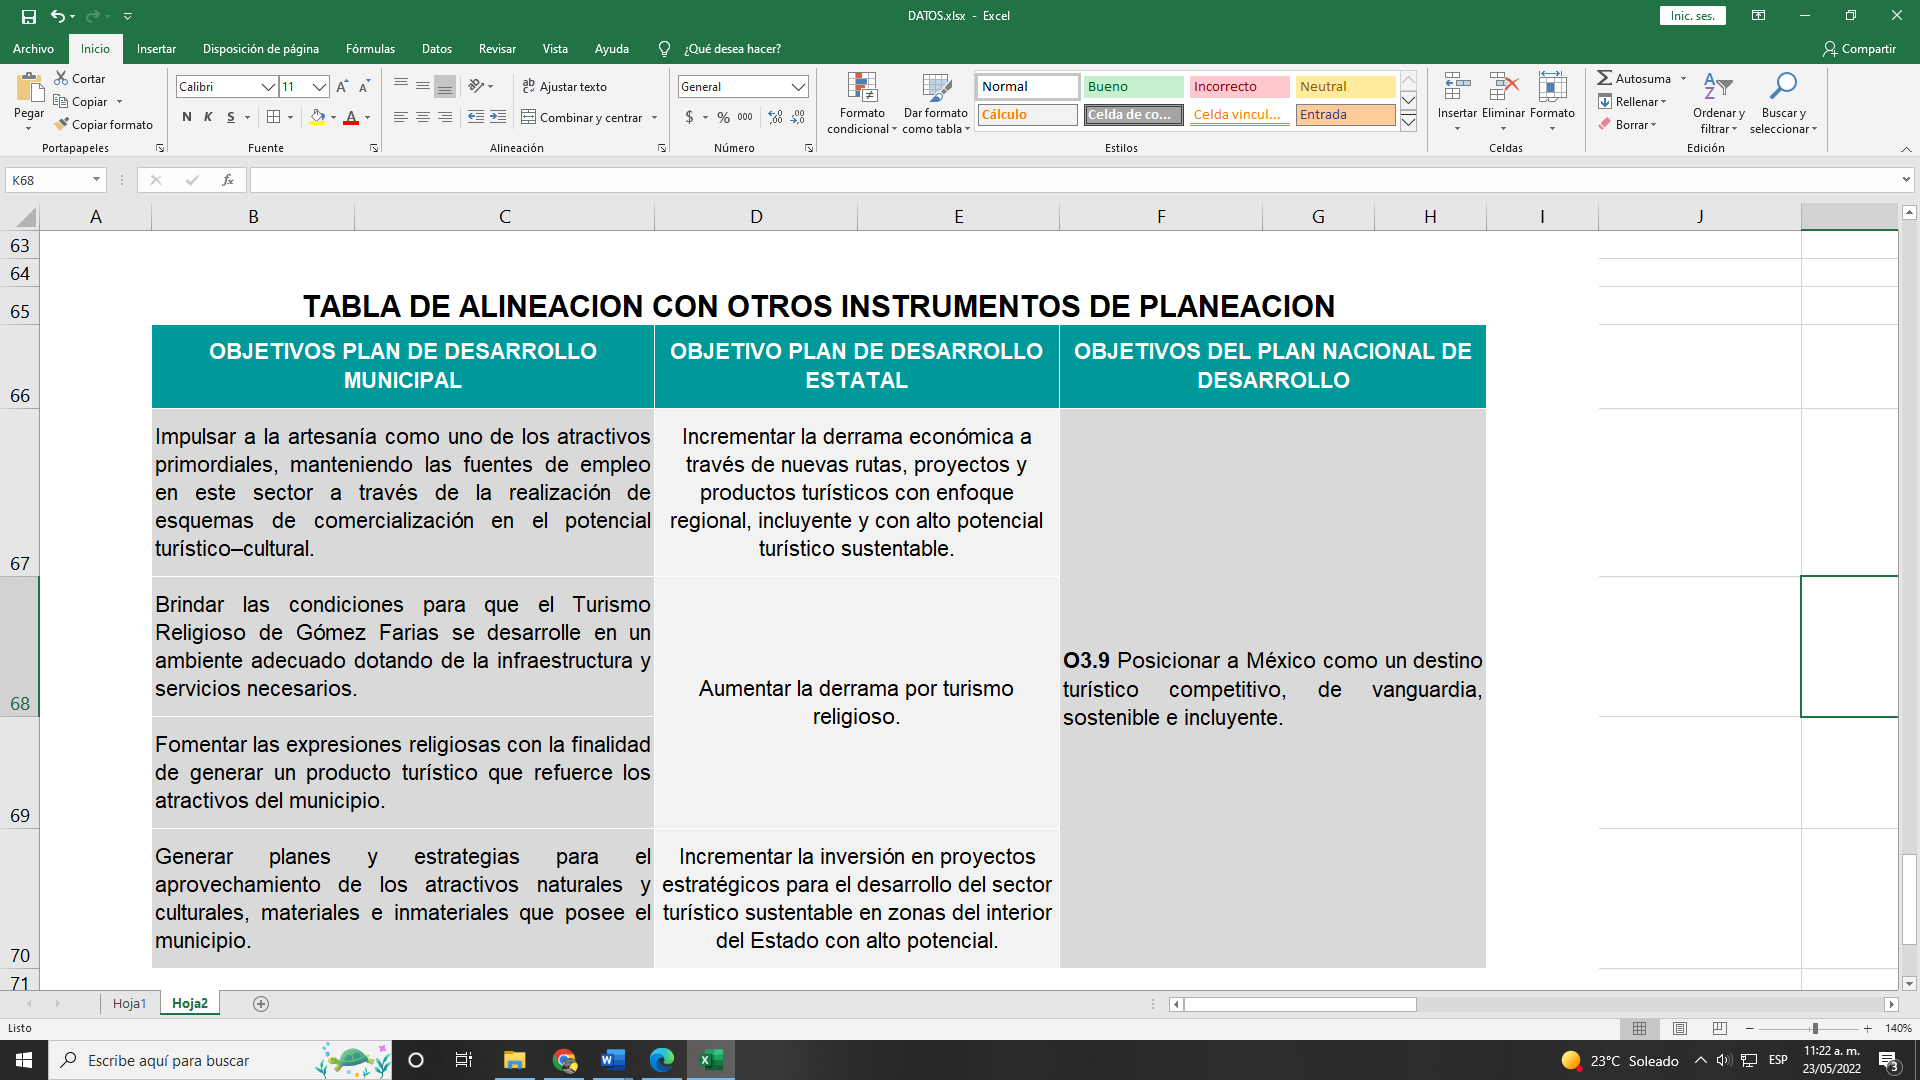 DATOS.xlsx - Excel
Inic. ses.
Archivo Inicio Insertar Disposición de página Fórmulas Datos Revisar Vista Ayuda ¿Qué desea hacer? Compartir
Pegar
Cortar
Copiar
Copiar formato
Portapapeles
Calibri 11
N K S
Fuente
Ajustar texto
Combinar y centrar
Alineación
General
$ % 000
Número
Formato condicional
Dar formato como tabla
Normal Bueno Incorrecto Neutral
Cálculo Celda de co... Celda vincul... Entrada
Estilos
Insertar Eliminar Formato
Celdas
Autosuma
Rellenar
Borrar
Ordenar y filtrar
Buscar y seleccionar
Edición
K68
fx
A B C D E F G H I J
63
64
65
66
67
68
69
70
71
TABLA DE ALINEACION CON OTROS INSTRUMENTOS DE PLANEACION
OBJETIVOS PLAN DE DESARROLLO
MUNICIPAL
OBJETIVO PLAN DE DESARROLLO
ESTATAL
OBJETIVOS DEL PLAN NACIONAL DE
DESARROLLO
Impulsar a la artesanía como uno de los atractivos
primordiales, manteniendo las fuentes de empleo
en este sector a través de la realización de
esquemas de comercialización en el potencial
turístico–cultural.
Incrementar la derrama económica a
través de nuevas rutas, proyectos y
productos turísticos con enfoque
regional, incluyente y con alto potencial
turístico sustentable.
Brindar las condiciones para que el Turismo
Religioso de Gómez Farias se desarrolle en un
ambiente adecuado dotando de la infraestructura y
servicios necesarios.
Aumentar la derrama por turismo
religioso.
O3.9 Posicionar a México como un destino
turístico competitivo, de vanguardia,
sostenible e incluyente.
Fomentar las expresiones religiosas con la finalidad
de generar un producto turístico que refuerce los
atractivos del municipio.
Generar planes y estrategias para el
aprovechamiento de los atractivos naturales y
culturales, materiales e inmateriales que posee el
municipio.
Incrementar la inversión en proyectos
estratégicos para el desarrollo del sector
turístico sustentable en zonas del interior
del Estado con alto potencial.
Hoja1 Hoja2
Listo
140%
Escribe aquí para buscar
23°C Soleado
ESP
11:22 a. m.
23/05/2022
3